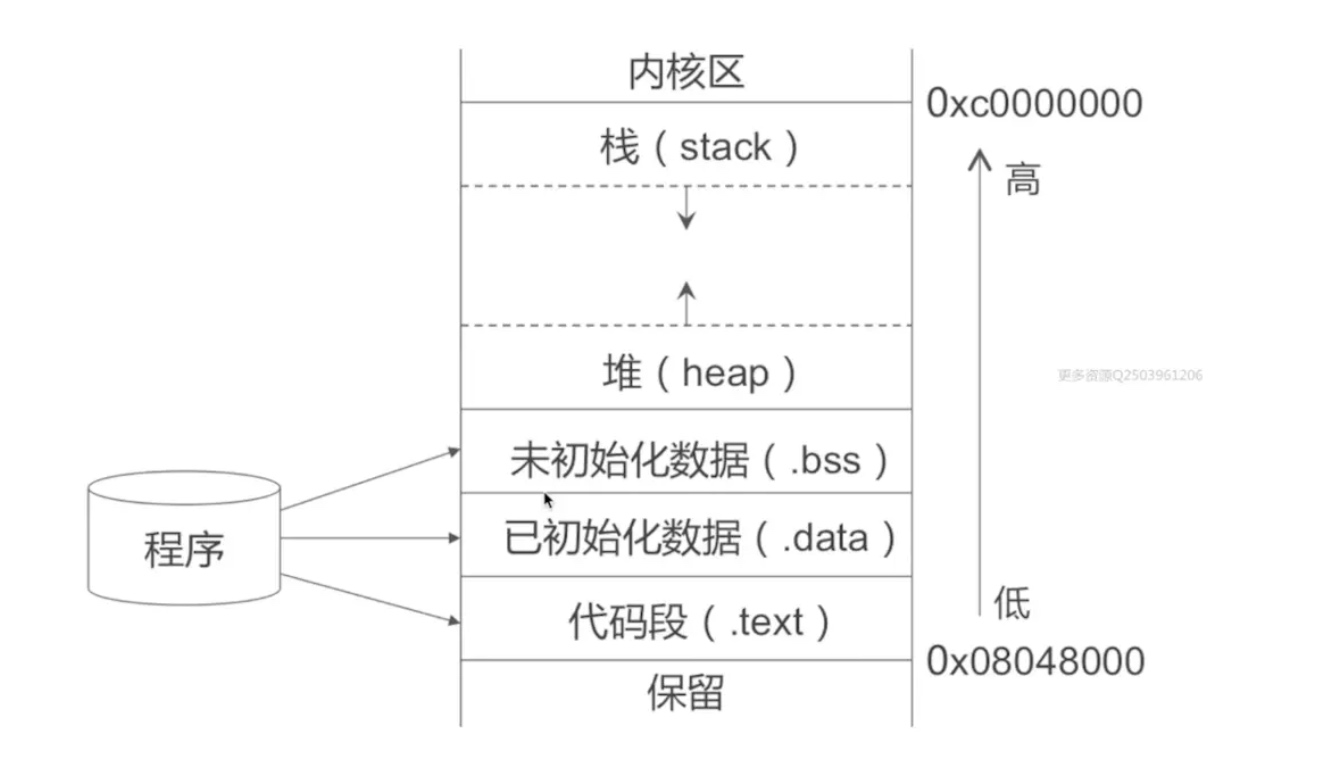 内核区
0xc0000000
栈（stack）
高
堆（heap）
更多资源Q2503961206
未初始化数据（.bss）
程序
已初始化数据（.data）
低
代码段（.text）
0x08048000
保留